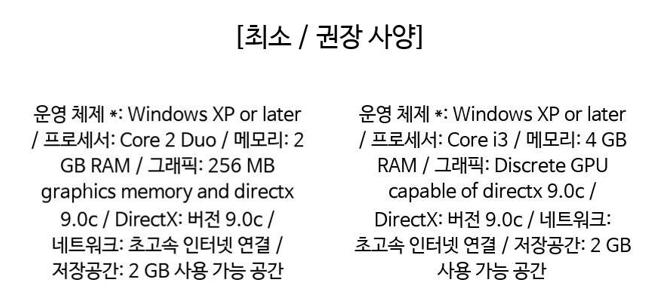 [최소 / 권장 사양]
운영 체제 *: Windows XP or later
/ 프로세서: Core 2 Duo / 메모리: 2
GB RAM / 그래픽: 256 MB
graphics memory and directx
9.0c / DirectX: 버전 9.0c /
네트워크: 초고속 인터넷 연결 /
저장공간: 2 GB 사용 가능 공간
운영 체제 *: Windows XP or later
/ 프로세서: Core i3 / 메모리: 4 GB
RAM / 그래픽: Discrete GPU
capable of directx 9.0c /
DirectX: 버전 9.0c / 네트워크:
초고속 인터넷 연결 / 저장공간: 2 GB
사용 가능 공간